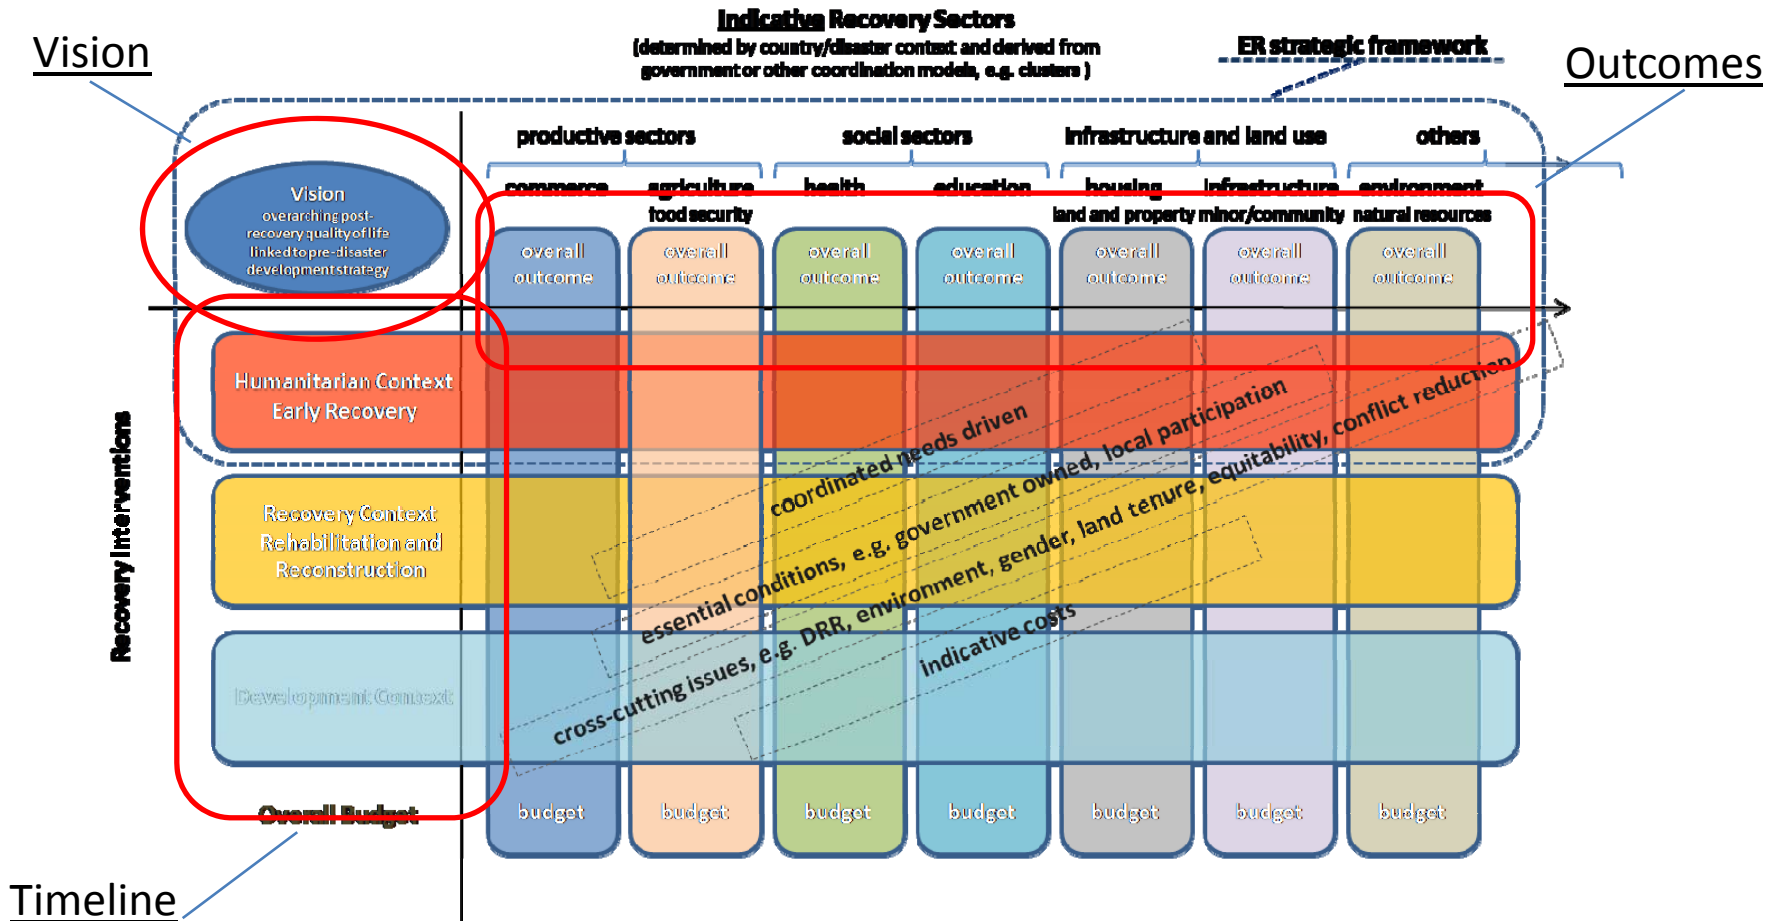 Indicative Recovery Sectors
(determined by country/disaster context and derived from
government or other coordination models, e.g. clusters )
ER strategic framework
Vision
Outcomes
productive sectors
social sectors
infrastructure and land use
others
commerce
agriculture
health
education
housing
infrastructure
environment
food security
land and property
minor/community
natural resources
Vision
overarching post-
recovery quality of life
linked to pre-disaster
development strategy
overall
outcome
overall
outcome
overall
outcome
overall
outcome
overall
outcome
overall
outcome
overall
outcome
Recovery Interventions
Humanitarian Context
Early Recovery
Recovery Context
Rehabilitation and
Reconstruction
Development Context
coordinated needs driven
essential conditions, e.g. government owned, local participation
cross-cutting issues, e.g. DRR, environment, gender, land tenure, equitability, conflict reduction
indicative costs
Overall Budget
budget
budget
budget
budget
budget
budget
budget
Timeline